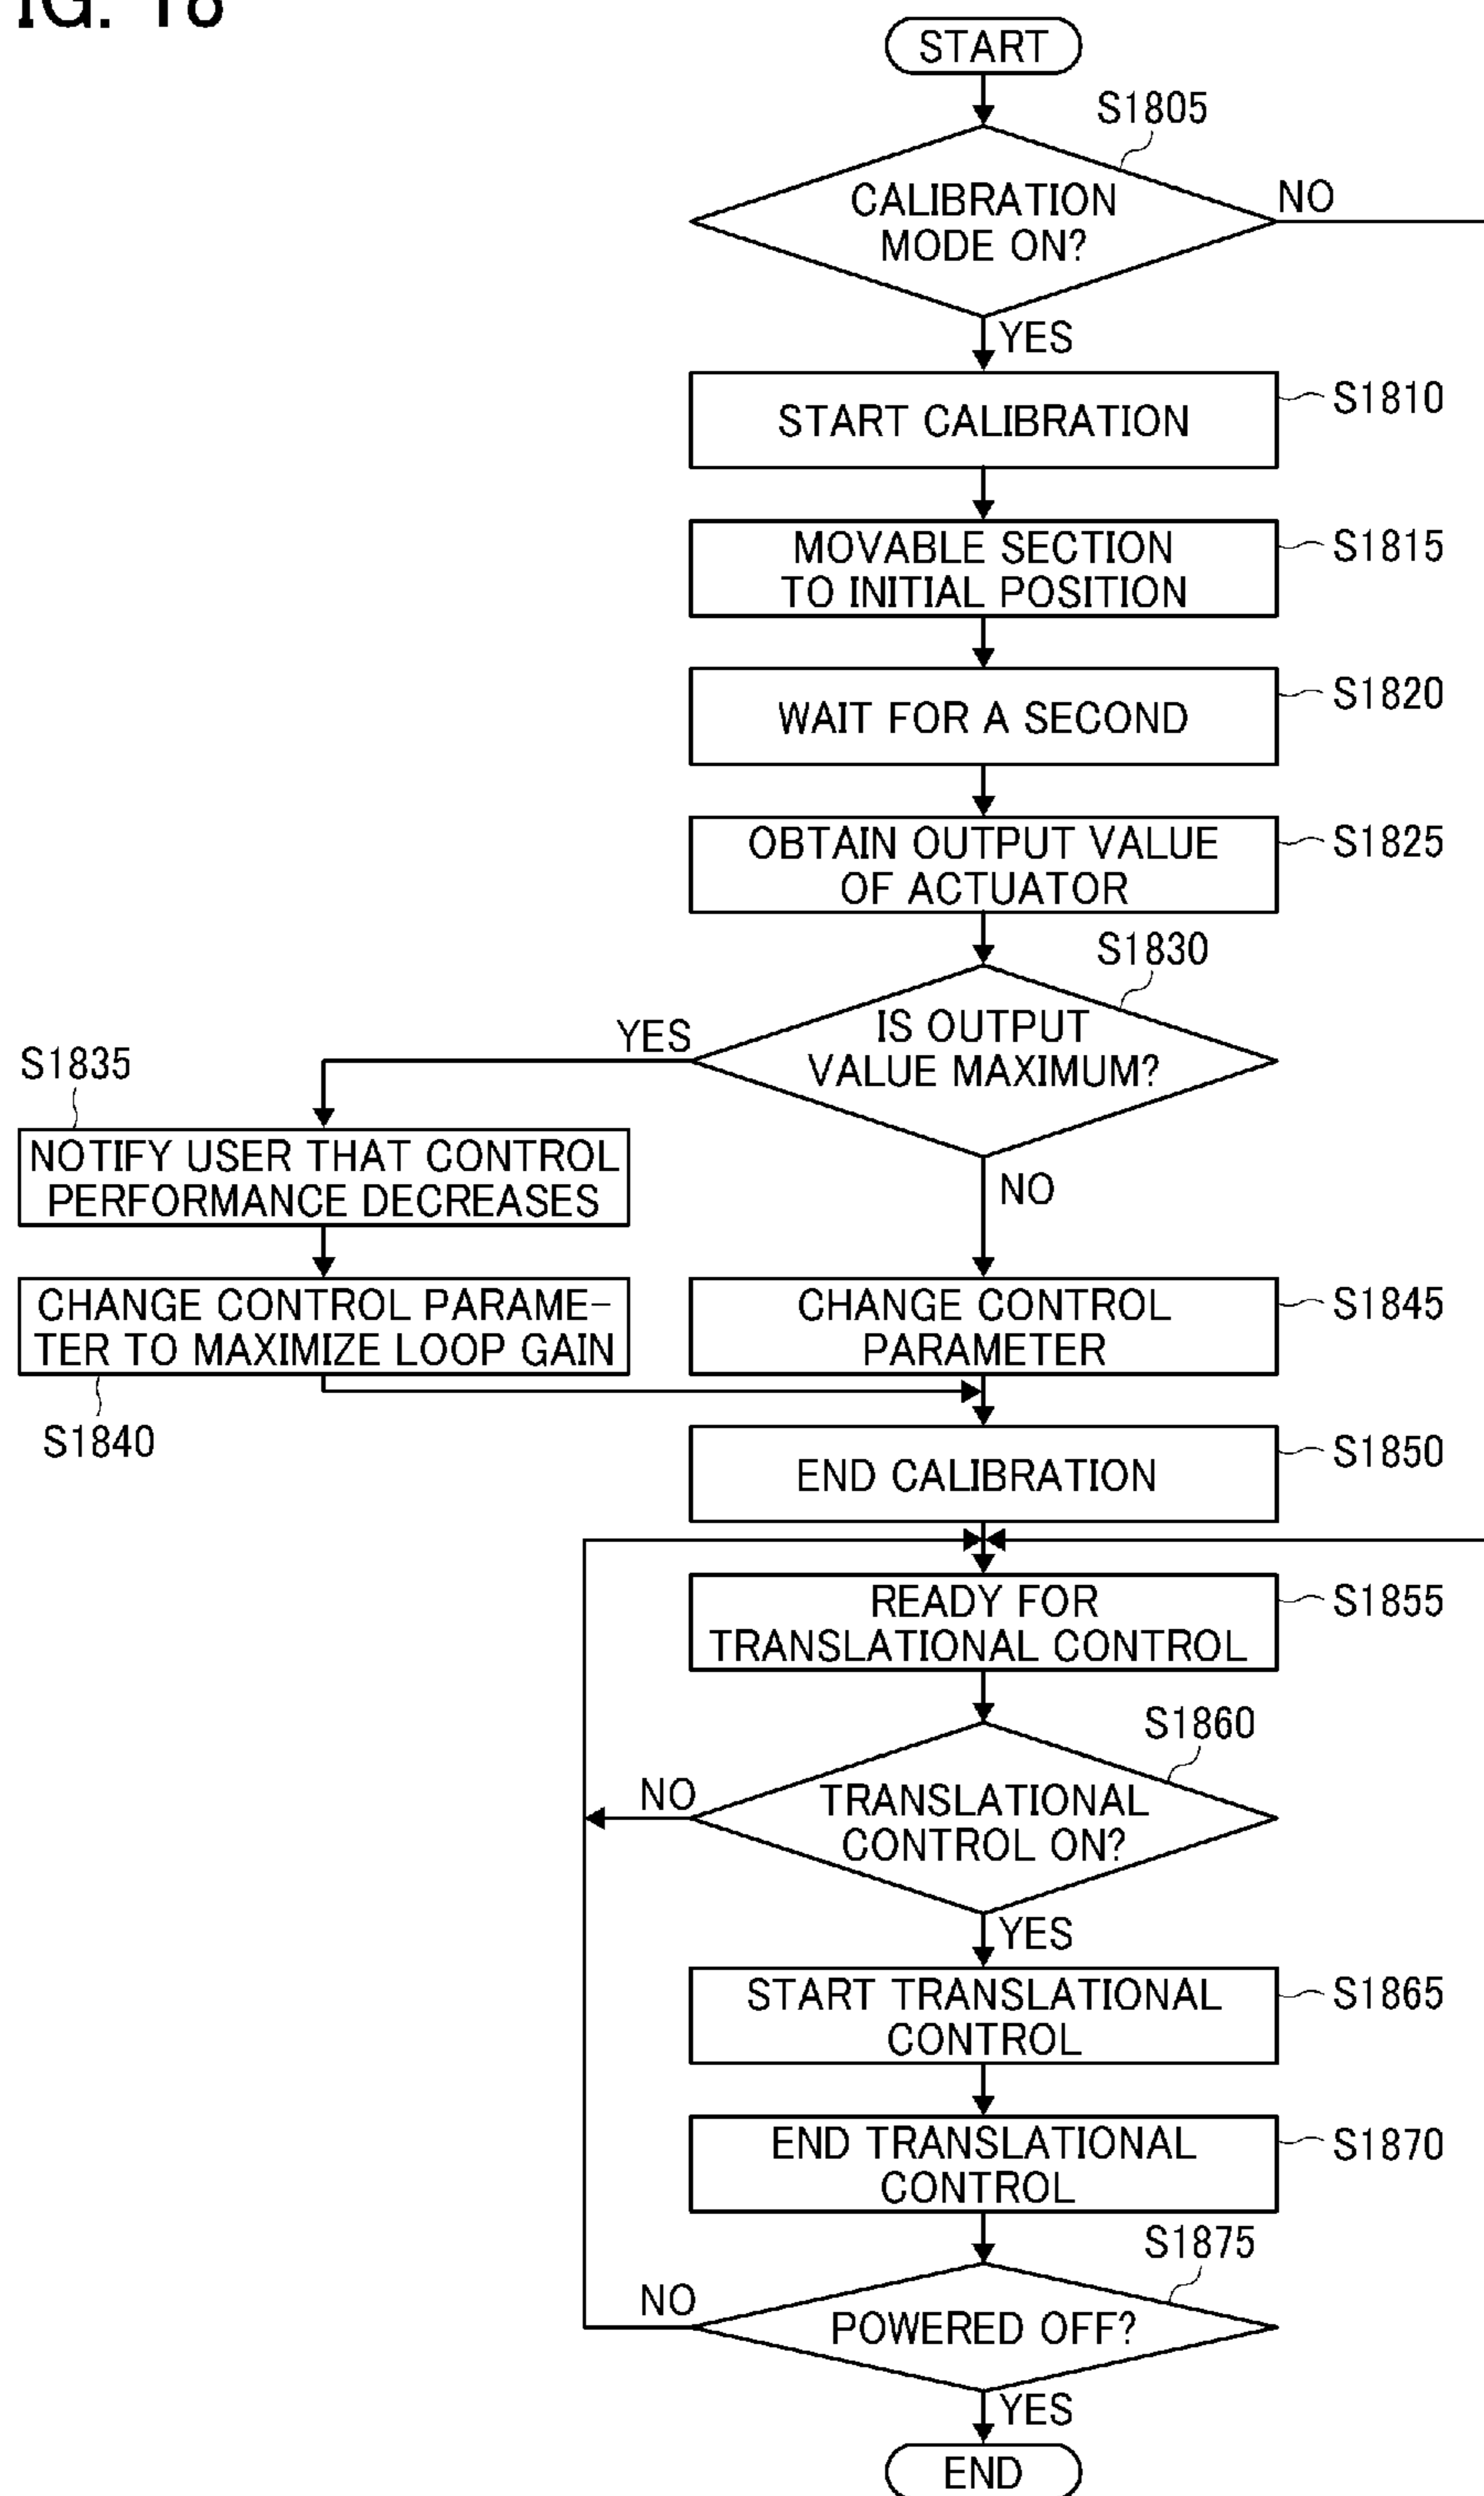 IG. 18
START
S1805
CALIBRATION
MODE ON?
NO
YES
START CALIBRATION
S1810
MOVABLE SECTION
TO INITIAL POSITION
S1815
WAIT FOR A SECOND
S1820
OBTAIN OUTPUT VALUE
OF ACTUATOR
S1825
S1830
IS OUTPUT
VALUE MAXIMUM?
YES
S1835
NOTIFY USER THAT CONTROL
PERFORMANCE DECREASES
NO
CHANGE CONTROL PARAME-
TER TO MAXIMIZE LOOP GAIN
S1840
CHANGE CONTROL
PARAMETER
S1845
END CALIBRATION
S1850
READY FOR
TRANSLATIONAL CONTROL
S1855
S1860
TRANSLATIONAL
CONTROL ON?
NO
YES
START TRANSLATIONAL
CONTROL
S1865
END TRANSLATIONAL
CONTROL
S1870
S1875
POWERED OFF?
NO
YES
END